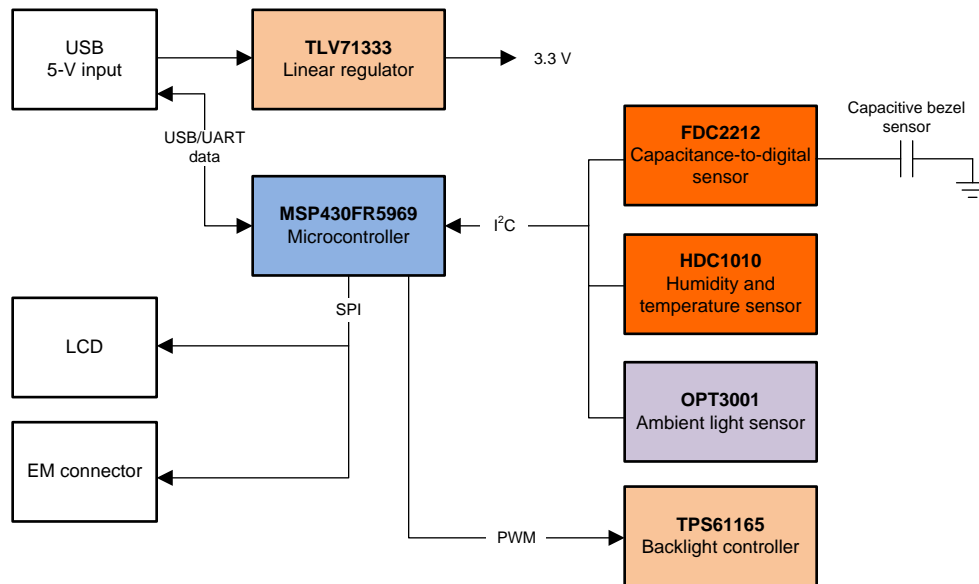 USB
5-V input
TLV71333
Linear regulator
3.3 V
USB/UART
data
MSP430FR5969
Microcontroller
I²C
FDC2212
Capacitance-to-digital
sensor
Capacitive bezel
sensor
HDC1010
Humidity and
temperature sensor
SPI
LCD
OPT3001
Ambient light sensor
EM connector
PWM
TPS61165
Backlight controller